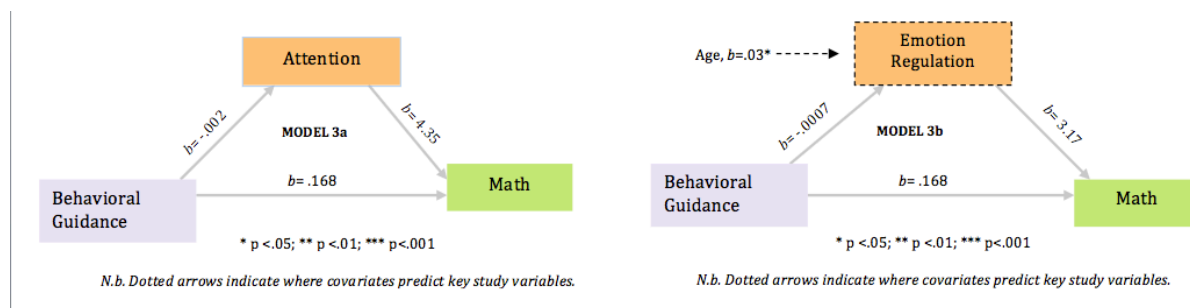 Attention
b= -.002
b= 4.35
MODEL 3a
b= .168
Behavioral
Guidance
Math
* p <.05; ** p <.01; *** p<.001
N.b. Dotted arrows indicate where covariates predict key study variables.
Age, b=.03*
Emotion
Regulation
b= -.0007
b= 3.17
MODEL 3b
b= .168
Behavioral
Guidance
Math
* p <.05; ** p <.01; *** p<.001
N.b. Dotted arrows indicate where covariates predict key study variables.